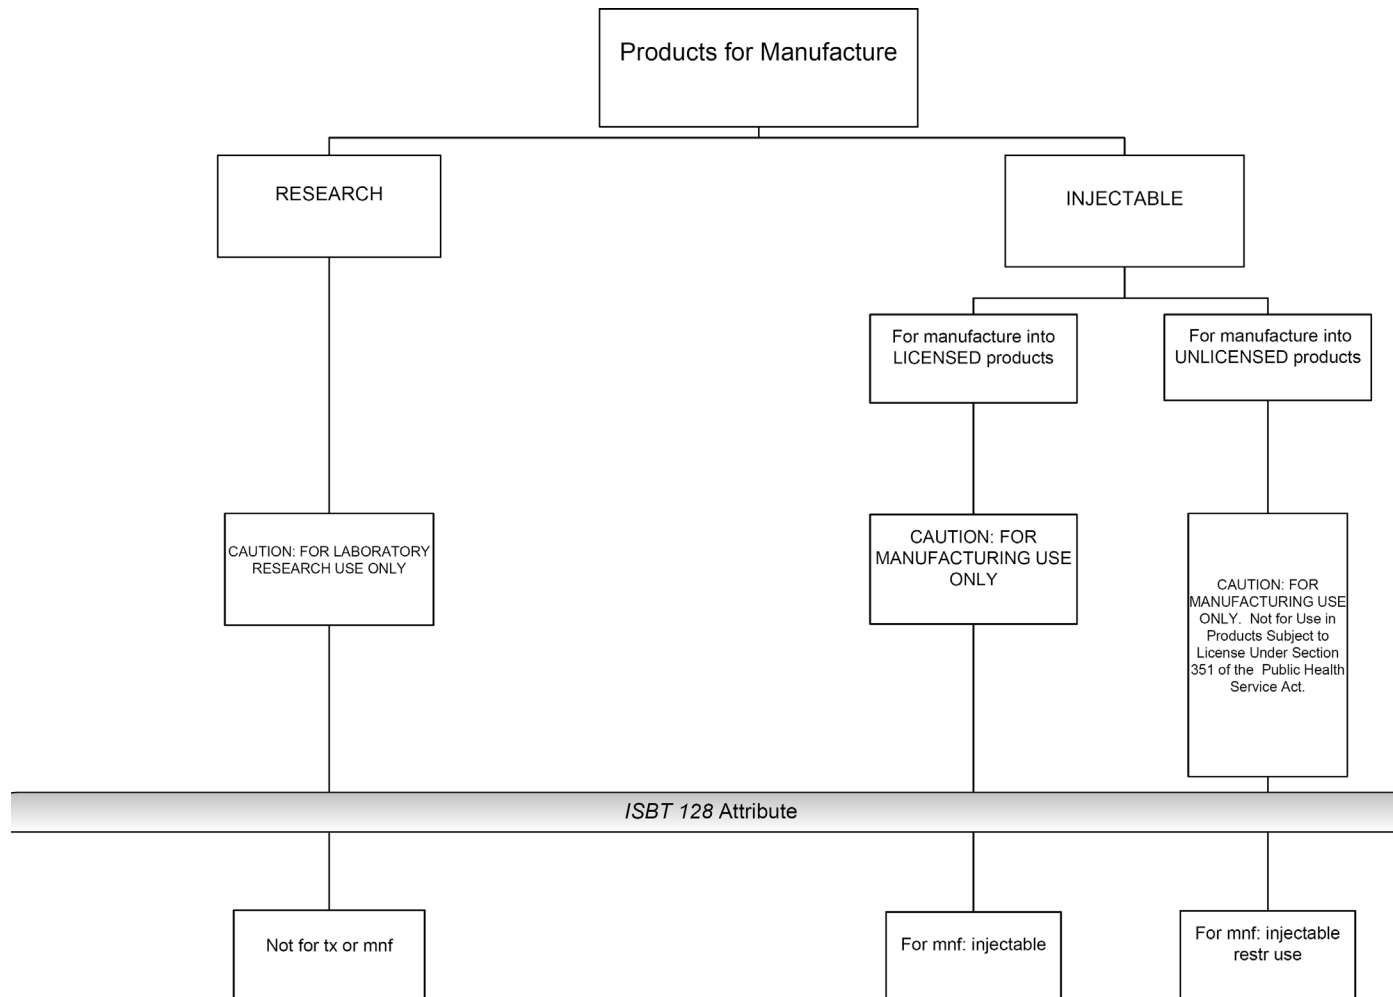 Products for Manufacture
RESEARCH
INJECTABLE
For manufacture into
LICENSED products
For manufacture into
UNLICENSED products
CAUTION: FOR LABORATORY
RESEARCH USE ONLY
CAUTION: FOR
MANUFACTURING USE
ONLY
CAUTION: FOR
MANUFACTURING USE
ONLY.  Not for Use in
Products Subject to
License Under Section
351 of the  Public Health
Service Act.
ISBT 128 Attribute
Not for tx or mnf
For mnf: injectable
For mnf: injectable
restr use